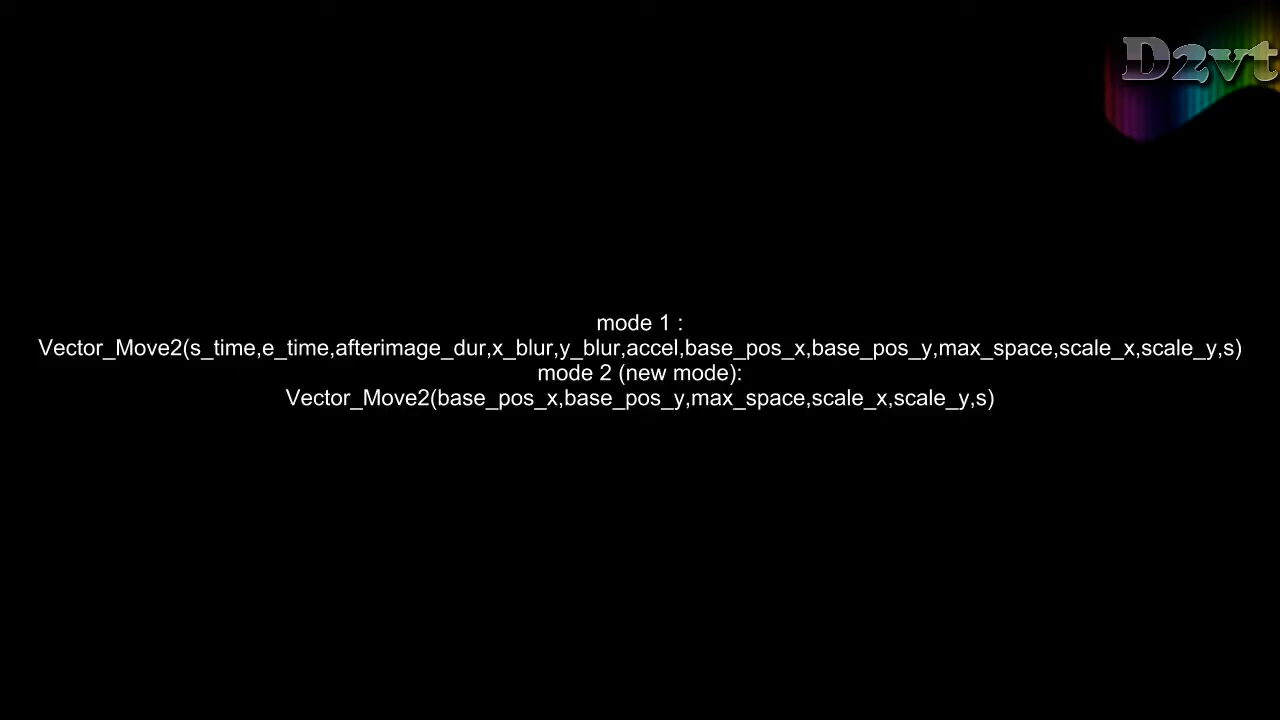 D2vt
mode 1 :
Vector_Move2(s_time,e_time,afterimage_dur,x_blur,y_blur,accel,base_pos_x,base_pos_y,max_space,scale_x,scale_y,s)
mode 2 (new mode):
Vector_Move2(base_pos_x,base_pos_y,max_space,scale_x,scale_y,s)